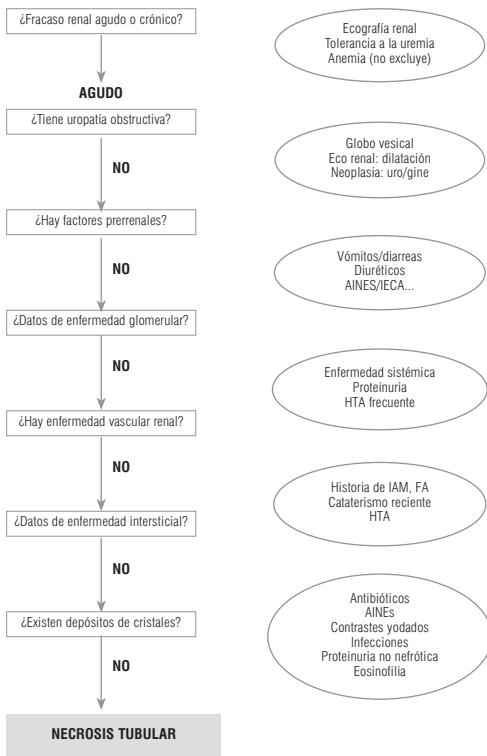 ¿Fracaso renal agudo o crónico?
Ecografía renal
Tolerancia a la uremia
Anemia (no excluye)
AGUDO
¿Tiene uropatía obstructiva?
Globo vesical
Eco renal: dilatación
Neoplasia: uro/gine
NO
¿Hay factores prerrenales?
Vómitos/diarreas
Diuréticos
AINES/IECA...
NO
¿Datos de enfermedad glomerular?
Enfermedad sistémica
Proteinuria
HTA frecuente
NO
¿Hay enfermedad vascular renal?
Historia de IAM, FA
Cataterismo reciente
HTA
NO
¿Datos de enfermedad intersticial?
Antibióticos
AINEs
Contrastes yodados
Infecciones
Proteinuria no nefrótica
Eosinofilia
NO
¿Existen depósitos de cristales?
NO
NECROSIS TUBULAR